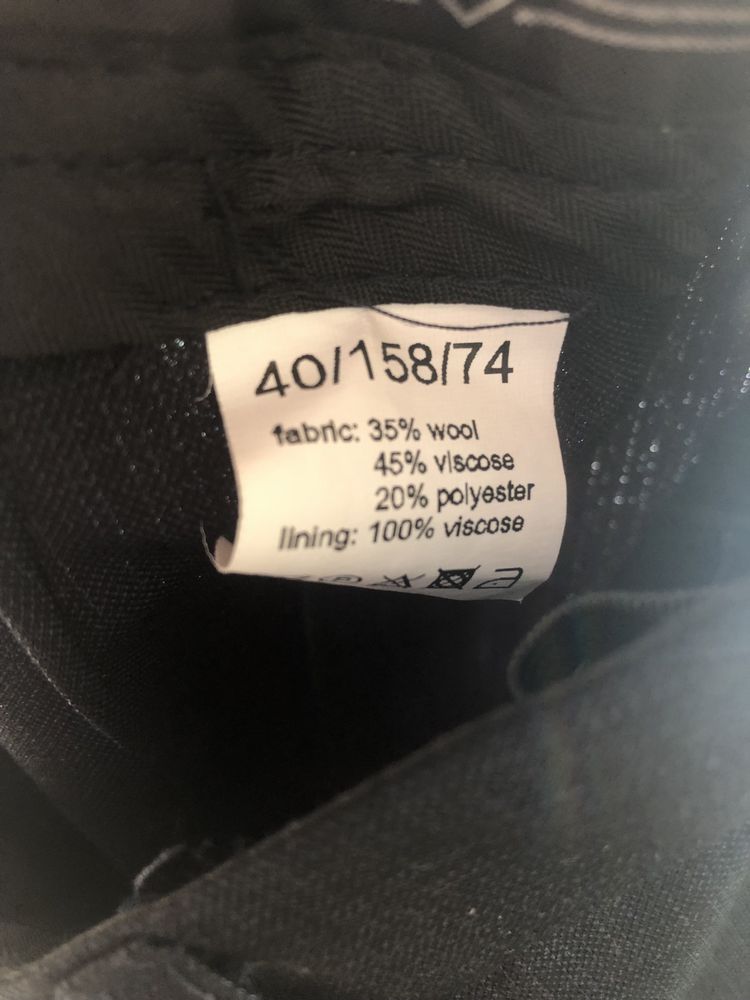 40/158/74
fabric: 35% wool
45% viscose
20% polyester
lining: 100% viscose